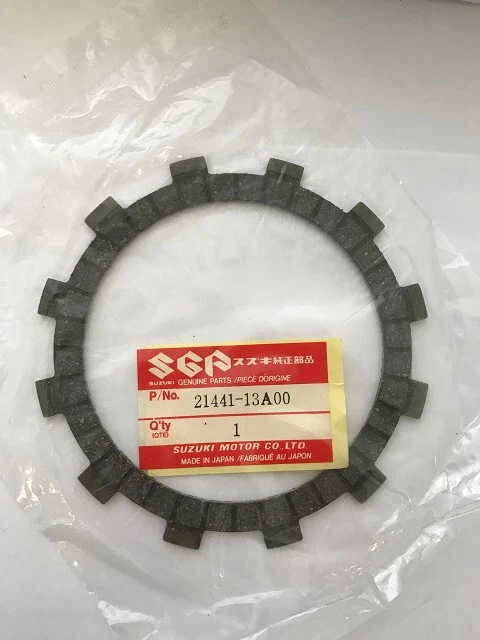 SGP スズキ純正部品
SUZUKI GENUINE PARTS /PIECE D'ORIGINE
P/No. 21441-13A00
Q'ty 1
(QTE)
SUZUKI MOTOR CO.,LTD.
MADE IN JAPAN /FABRIQUÉ AU JAPON